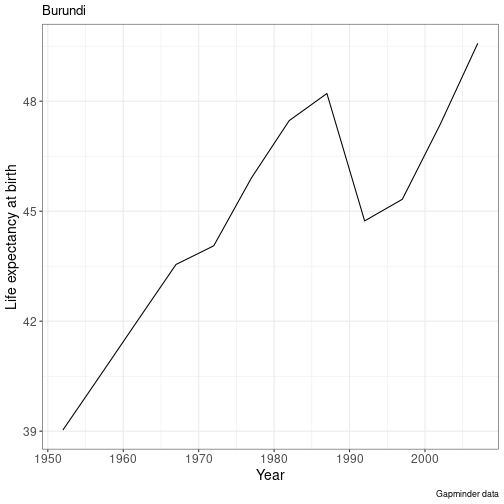 Burundi
Life expectancy at birth
48
45
42
39
1950 1960 1970 1980 1990 2000
Year
Gapminder data